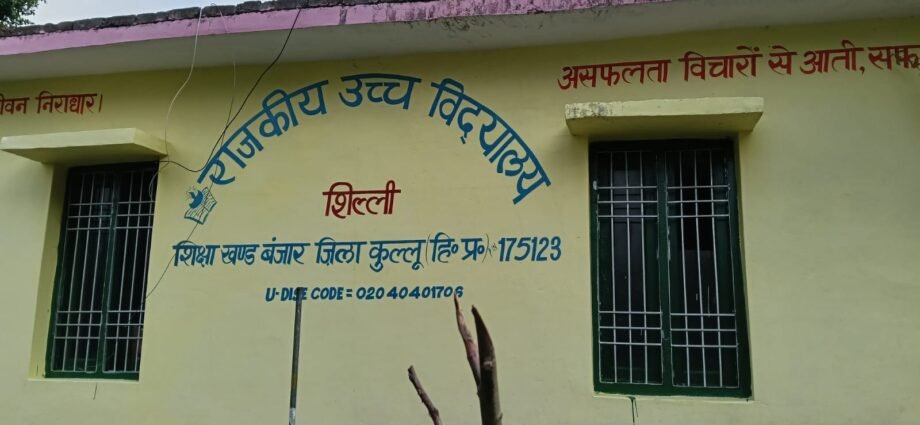 जीवन निराधार।
असफलता विचारों से आती, सफ
राजकीय उच्च विद्यालय
शिल्ली
शिक्षा खण्ड बंजार ज़िला कुल्लू (हि॰ प्र॰) 175123
U-DISE CODE = 02040401706